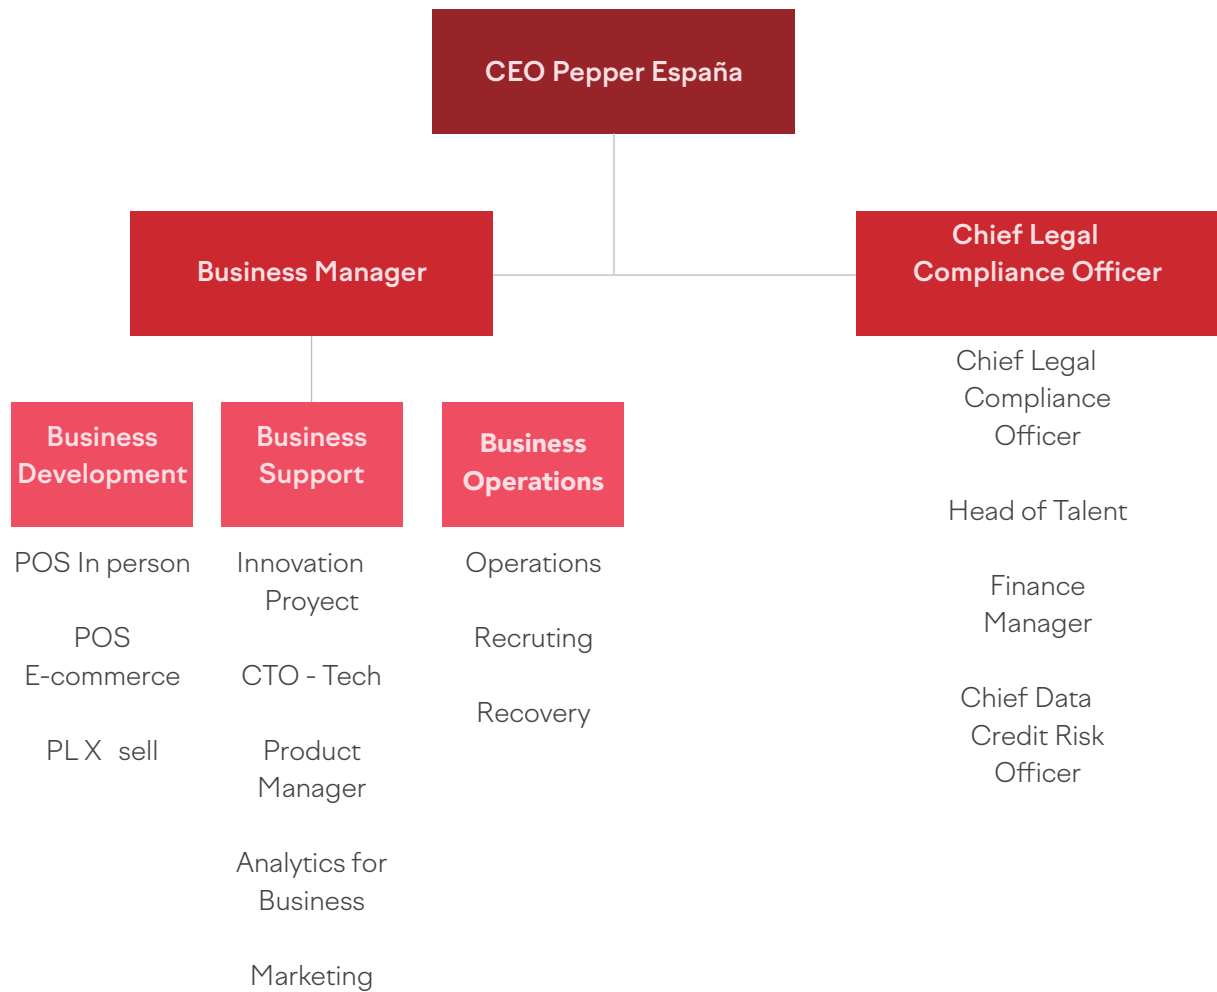 CEO Pepper España
Business Manager
Chief Legal
Compliance Officer
Business
Development
POS In person
POS
E-commerce
PL X sell
Business
Support
Innovation
Proyect
CTO - Tech
Product
Manager
Analytics for
Business
Marketing
Business
Operations
Operations
Recruting
Recovery
Chief Legal
Compliance
Officer
Head of Talent
Finance
Manager
Chief Data
Credit Risk
Officer